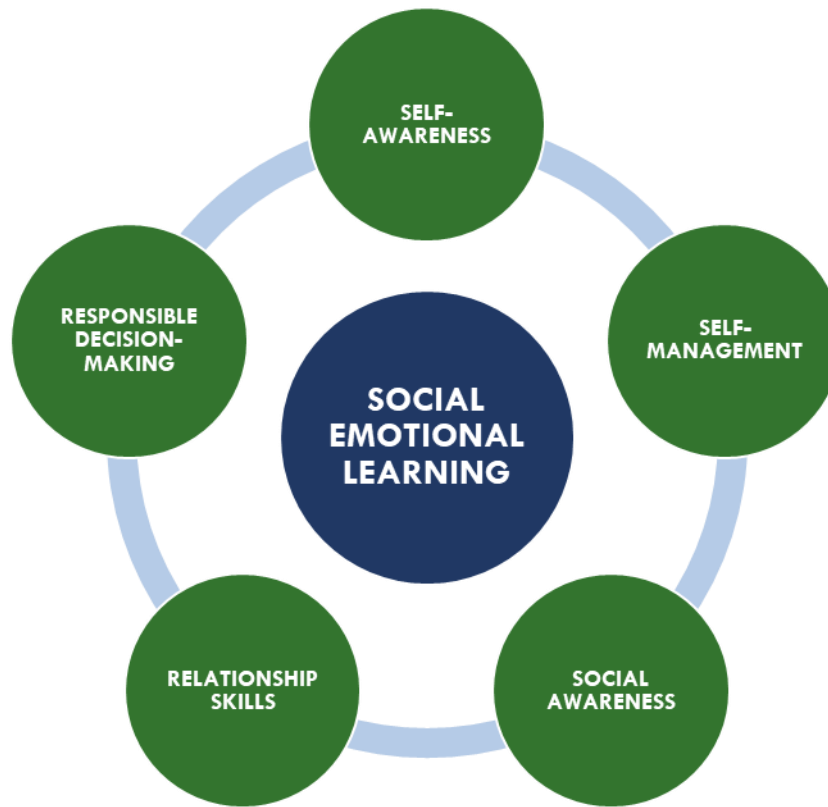 SELF-
AWARENESS
SELF-
MANAGEMENT
SOCIAL
AWARENESS
RELATIONSHIP
SKILLS
RESPONSIBLE
DECISION-
MAKING
SOCIAL
EMOTIONAL
LEARNING